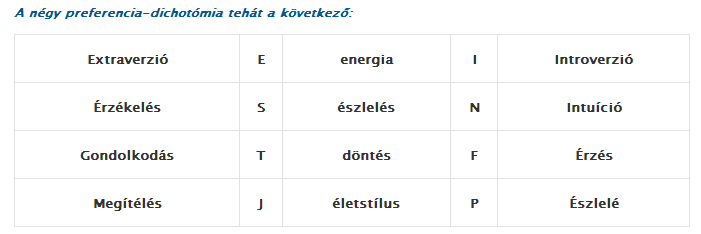 A négy preferencia-dichotómia tehát a következő:
Extraverzió E energia I Introverzió
Érzékelés S észlelés N Intuíció
Gondolkodás T döntés F Érzés
Megítélés J életstílus P Észlelé